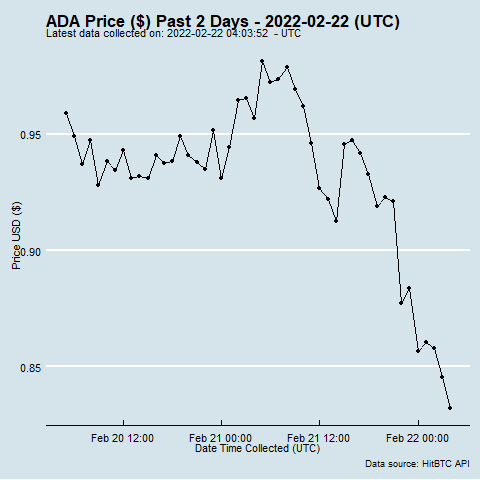 ADA Price ($) Past 2 Days - 2022-02-22 (UTC)
Latest data collected on: 2022-02-22 04:03:52 - UTC
0.95
0.90
0.85
Price USD ($)
Feb 20 12:00
Feb 21 00:00
Feb 21 12:00
Feb 22 00:00
Date Time Collected (UTC)
Data source: HitBTC API